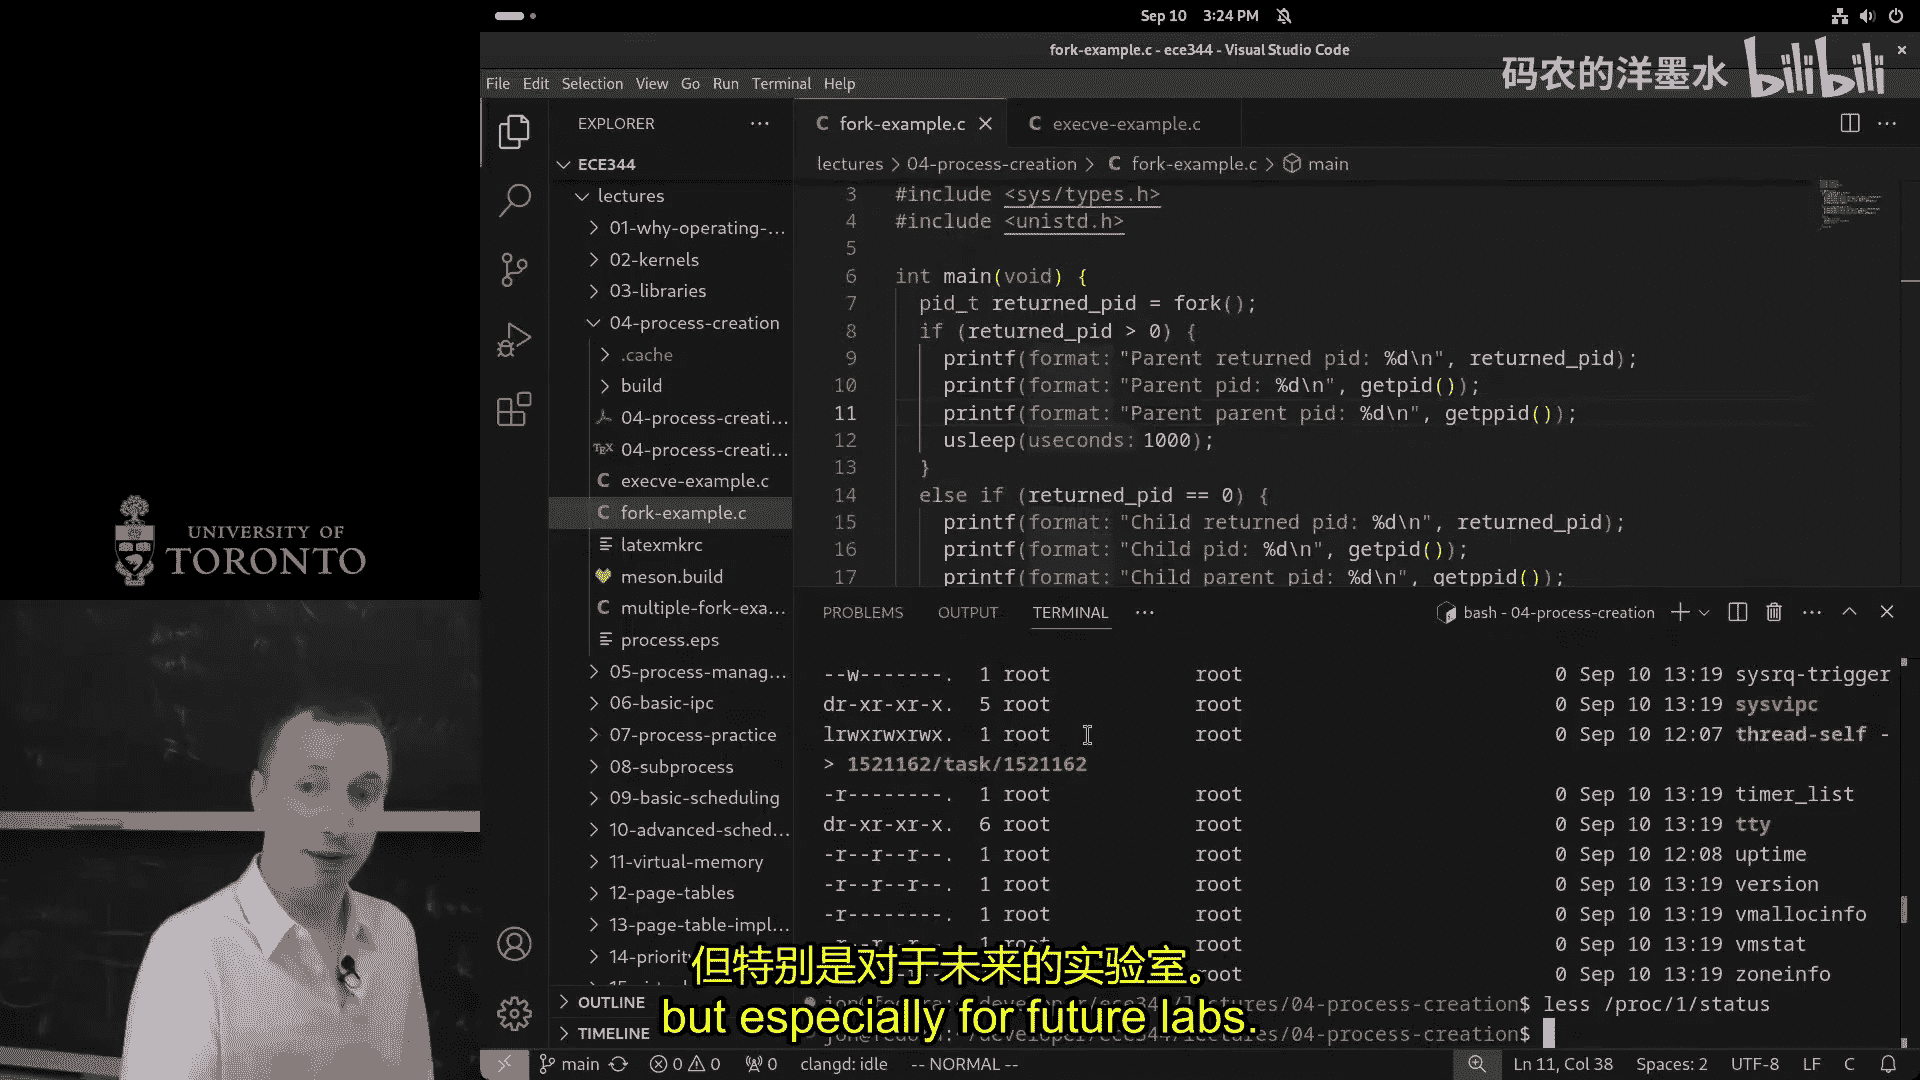 Sep 10 3:24 PM
fork-example.c - ece344 - Visual Studio Code
码农的洋墨水 bilibili
File Edit Selection View Go Run Terminal Help
EXPLORER
ECE344
lectures
01-why-operating-...
02-kernels
03-libraries
04-process-creation
.cache
build
04-process-creati...
04-process-creati...
execve-example.c
fork-example.c
latexmkrc
meson.build
multiple-fork-exa...
process.eps
05-process-manag...
06-basic-ipc
07-process-practice
08-subprocess
09-basic-scheduling
10-advanced-sched...
11-virtual-memory
12-page-tables
13-page-table-impl...
OUTLINE
TIMELINE
fork-example.c execve-example.c
lectures > 04-process-creation > C fork-example.c > main
3 #include <sys/types.h>
4 #include <unistd.h>
5
6 int main(void) {
7 pid_t returned_pid = fork();
8 if (returned_pid > 0) {
9 printf(format: "Parent returned pid: %d\n", returned_pid);
10 printf(format: "Parent pid: %d\n", getpid());
11 printf(format: "Parent parent pid: %d\n", getppid());
12 usleep(useconds: 1000);
13 }
14 else if (returned_pid == 0) {
15 printf(format: "Child returned pid: %d\n", returned_pid);
16 printf(format: "Child pid: %d\n", getpid());
17 printf(format: "Child parent pid: %d\n", getppid());
PROBLEMS OUTPUT TERMINAL
bash - 04-process-creation
--w-------. 1 root root 0 Sep 10 13:19 sysrq-trigger
dr-xr-xr-x. 5 root root 0 Sep 10 13:19 sysvipc
lrwxrwxrwx. 1 root root 0 Sep 10 12:07 thread-self -
> 1521162/task/1521162
-r--------. 1 root root 0 Sep 10 13:19 timer_list
dr-xr-xr-x. 6 root root 0 Sep 10 13:19 tty
-r--r--r--. 1 root root 0 Sep 10 12:08 uptime
-r--r--r--. 1 root root 0 Sep 10 13:19 version
-r--------. 1 root root 0 Sep 10 13:19 vmallocinfo
root 0 Sep 10 13:19 vmstat
root 0 Sep 10 13:19 zoneinfo
/lectures/04-process-creation$ less /proc/1/status
/lectures/04-process-creation$
UNIVERSITY OF
TORONTO
但特别是对于未来的实验室。
but especially for future labs.
main 0 0 0 clangd: idle -- NORMAL -- Ln 11, Col 38 Spaces: 2 UTF-8 LF C